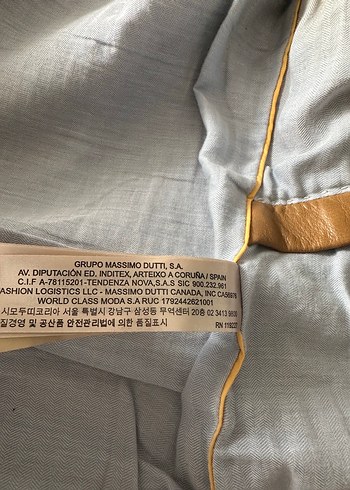 GRUPO MASSIMO DUTTI, S.A.
AV. DIPUTACIÓN ED. INDITEX, ARTEIXO A CORUÑA / SPAIN
C.I.F A-78115201-TENDENZA NOVA,S.A.S SIC 900.232.981
ASHION LOGISTICS LLC - MASSIMO DUTTI CANADA, INC
WORLD CLASS MODA S.A RUC 1792442621001
시모두띠코리아 서울 특별시 강남구 삼성동 무역센터 20층 02 3413
질경영 및 공산품 안전관리법에 의한 품질표시
RN